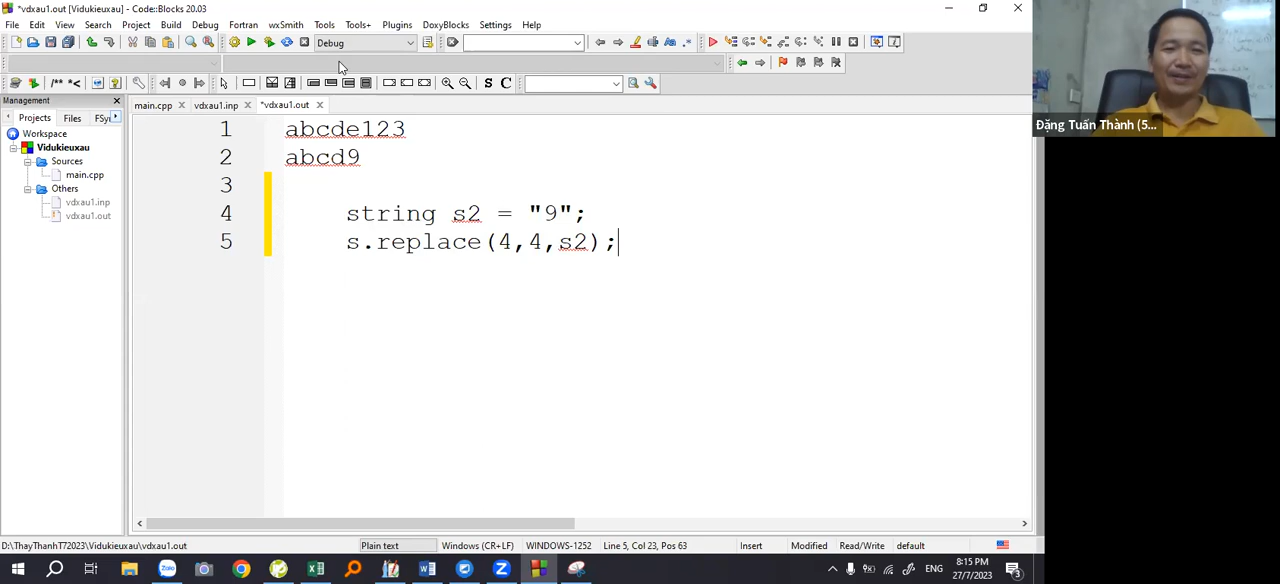 *vdxau1.out [Vidukieuxau] - Code::Blocks 20.03
File Edit View Search Project Build Debug Fortran wxSmith Tools Tools+ Plugins DoxyBlocks Settings Help
Debug
/** *<
S C
Management
main.cpp vdxau1.inp *vdxau1.out
Projects Files FSy
Workspace
Vidukieuxau
Sources
main.cpp
Others
vdxau1.inp
vdxau1.out
1 abcde123
2 abcd9
3
4 string s2 = "9";
5 s.replace(4,4,s2);
Đặng Tuấn Thành (5...
D:\ThayThanhT72023\Vidukieuxau\vdxau1.out Plain text Windows (CR+LF) WINDOWS-1252 Line 5, Col 23, Pos 63 Insert Modified Read/Write default
Zalo
ENG
8:15 PM
27/7/2023
3